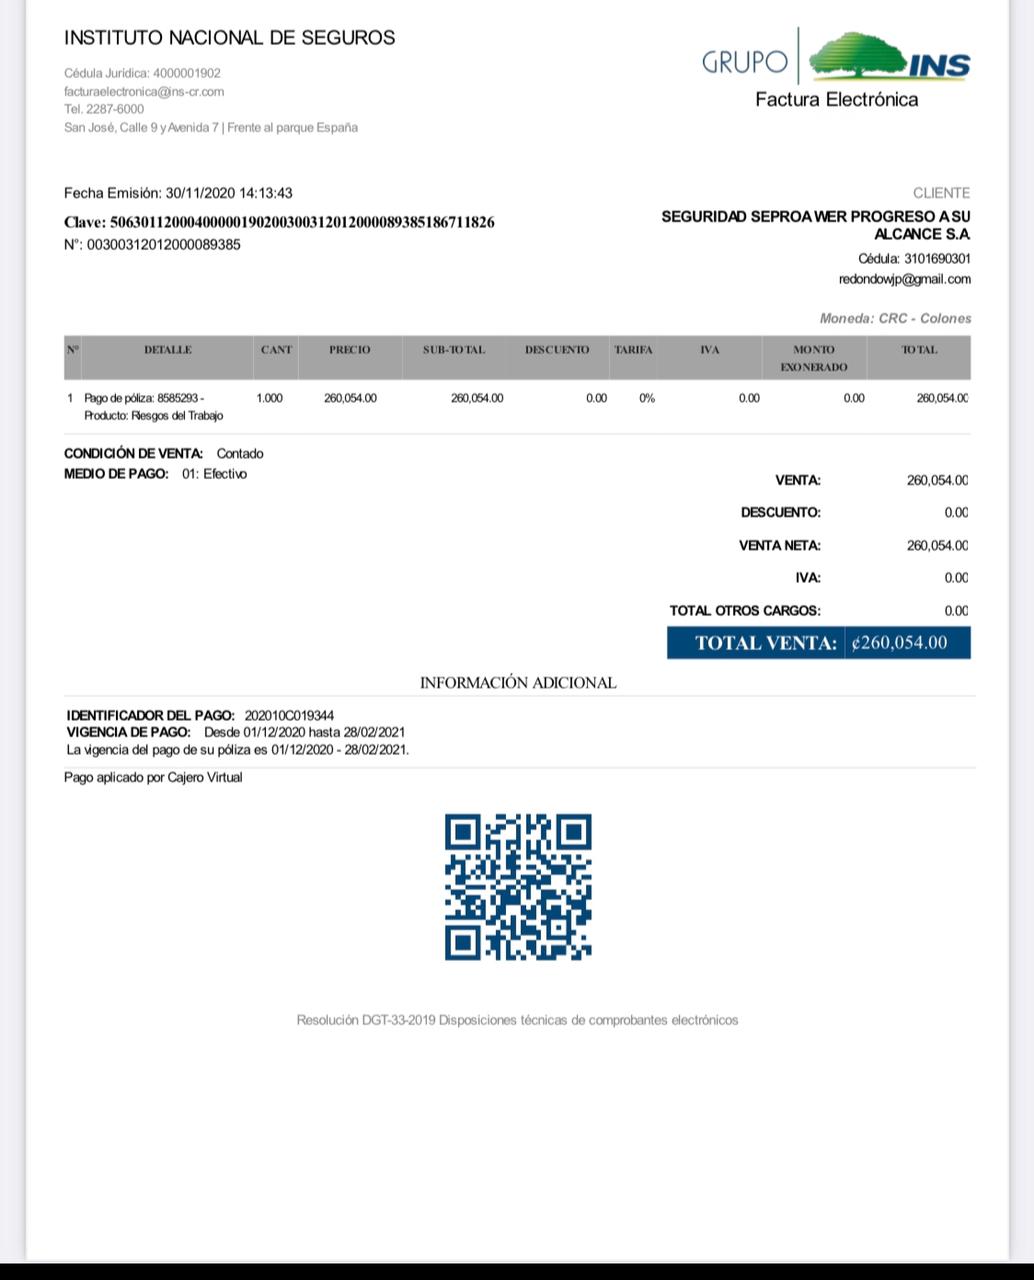 INSTITUTO NACIONAL DE SEGUROS
Cédula Jurídica: 4000001902
facturaelectronica@ins-cr.com
Tel. 2287-6000
San José, Calle 9 y Avenida 7 | Frente al parque España
GRUPO INS
Factura Electrónica
Fecha Emisión: 30/11/2020 14:13:43
Clave: 50630112000400000190200300312012000089385186711826
N°: 00300312012000089385
CLIENTE
SEGURIDAD SEPROA WER PROGRESO A SU
ALCANCE S.A
Cédula: 3101690301
redondowjp@gmail.com
Moneda: CRC - Colones
N° DETALLE CANT PRECIO SUB-TOTAL DESCUENTO TARIFA IVA MONTO EXONERADO TOTAL
1 Pago de póliza: 8585293 - 1.000 260,054.00 260,054.00 0.00 0% 0.00 0.00 260,054.00
Producto: Riesgos del Trabajo
CONDICIÓN DE VENTA: Contado
MEDIO DE PAGO: 01: Efectivo
VENTA: 260,054.00
DESCUENTO: 0.00
VENTA NETA: 260,054.00
IVA: 0.00
TOTAL OTROS CARGOS: 0.00
TOTAL VENTA: ¢260,054.00
INFORMACIÓN ADICIONAL
IDENTIFICADOR DEL PAGO: 202010C019344
VIGENCIA DE PAGO: Desde 01/12/2020 hasta 28/02/2021
La vigencia del pago de su póliza es 01/12/2020 - 28/02/2021.
Pago aplicado por Cajero Virtual
Resolución DGT-33-2019 Disposiciones técnicas de comprobantes electrónicos